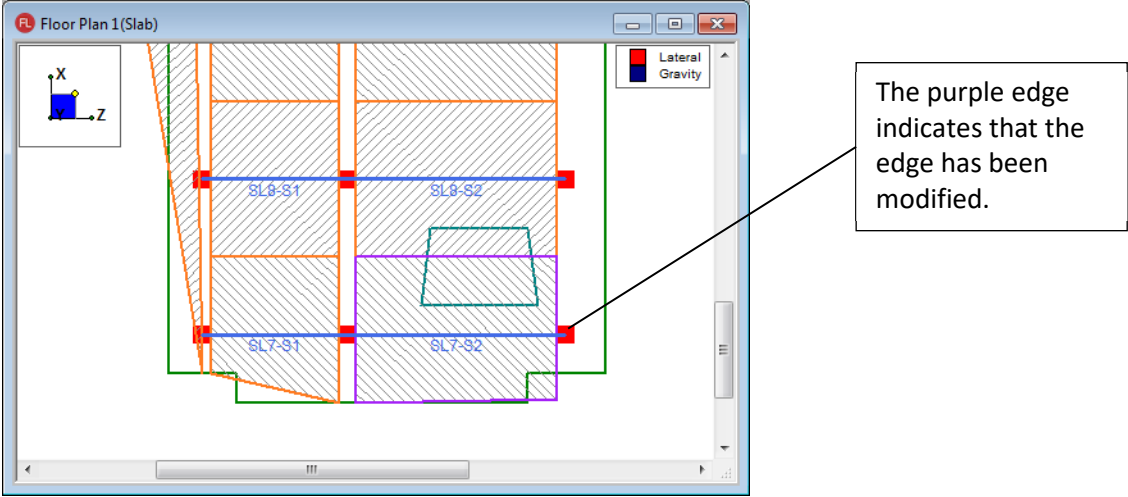 FL Floor Plan 1(Slab)
X
Y
Z
Lateral
Gravity
SL8-S1
SL8-S2
SL7-S1
SL7-S2
The purple edge
indicates that the
edge has been
modified.